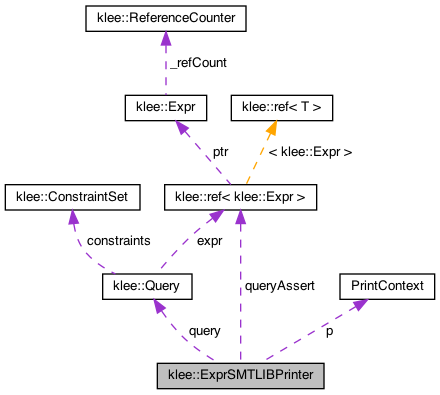 klee::ReferenceCounter
_refCount
klee::Expr
klee::ref< T >
ptr
< klee::Expr >
klee::ConstraintSet
klee::ref< klee::Expr >
constraints
expr
klee::Query
queryAssert
PrintContext
query
p
klee::ExprSMTLIBPrinter